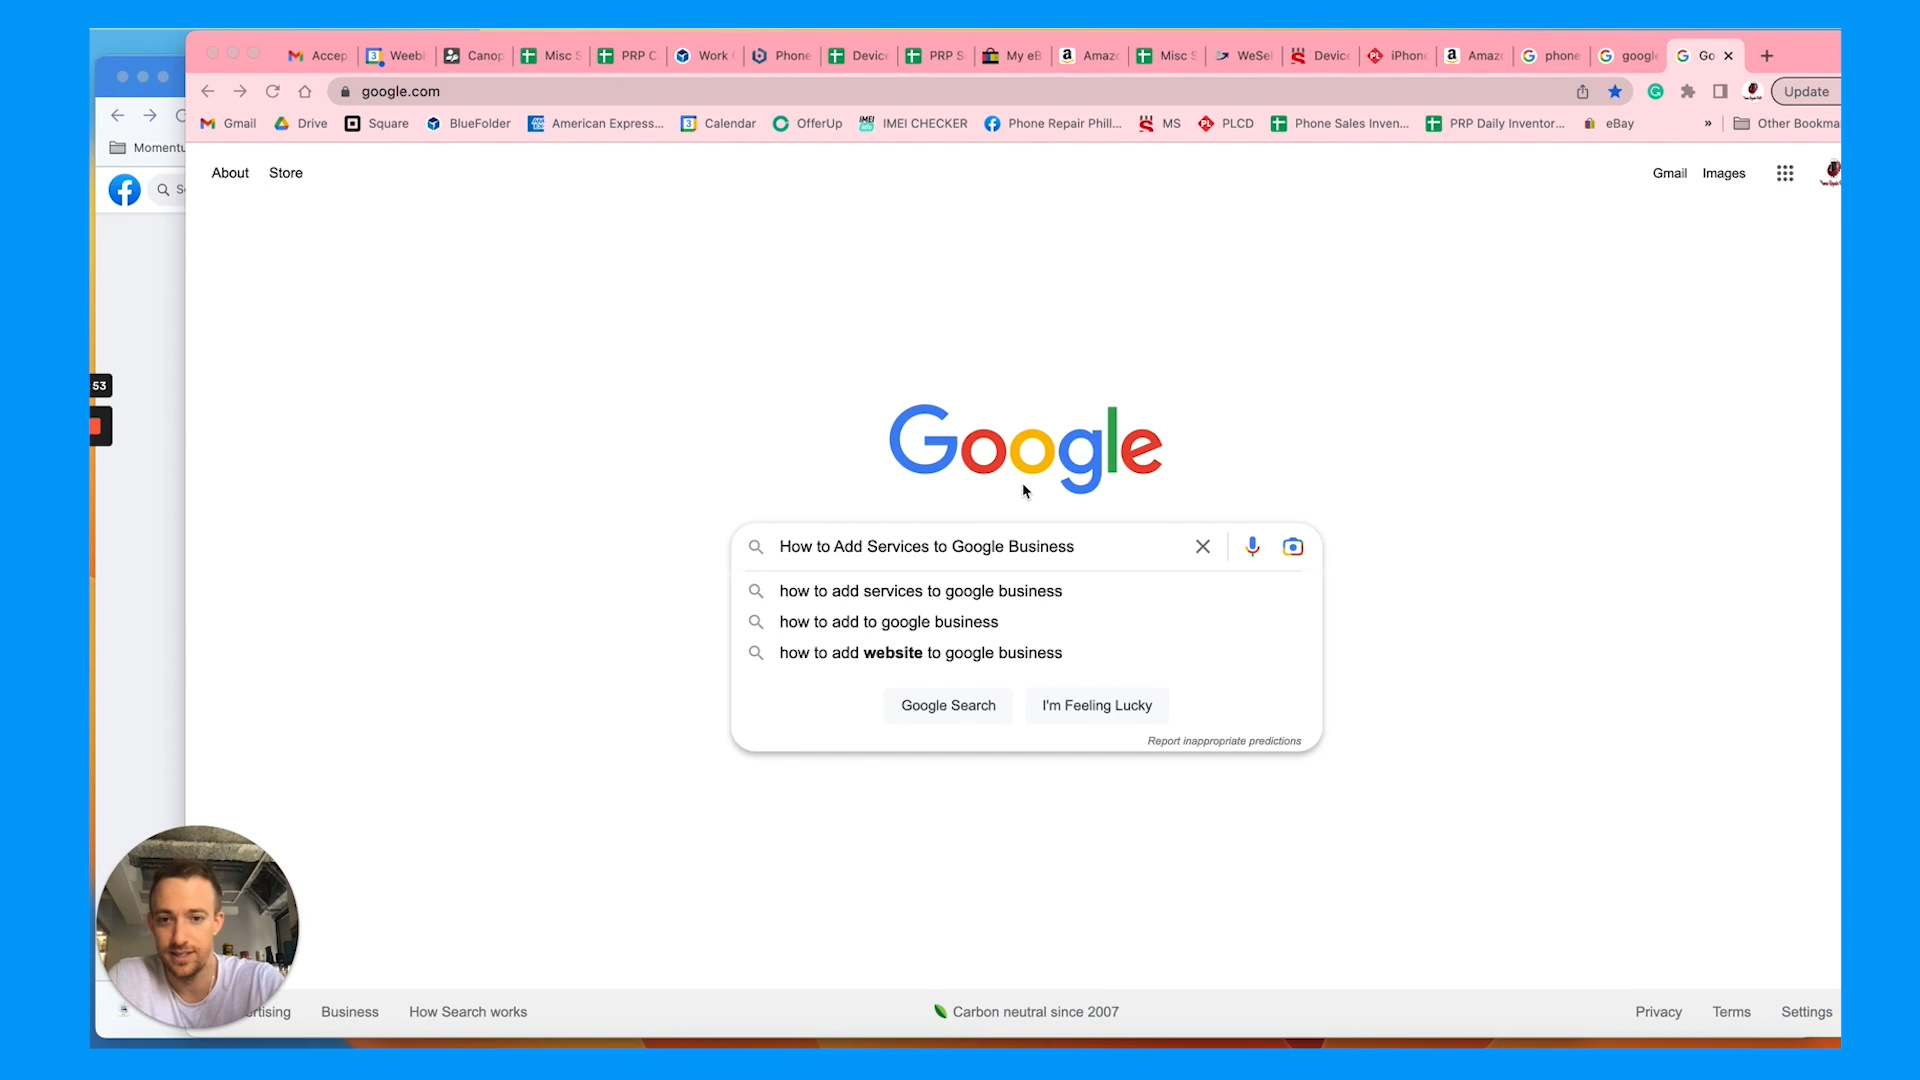 Accep
Weebl
Canop
Misc S
PRP C
Work
Phone
Device
PRP S
My eB
Amazo
Misc S
WeSel
Device
iPhone
Amazo
phone
google
Go
google.com
Update
Gmail
Drive
Square
BlueFolder
American Express...
Calendar
OfferUp
IMEI CHECKER
Phone Repair Phill...
MS
PLCD
Phone Sales Inven...
PRP Daily Inventor...
eBay
»
Other Bookma
Momentu
About
Store
Gmail
Images
53
Google
How to Add Services to Google Business
how to add services to google business
how to add to google business
how to add website to google business
Google Search
I'm Feeling Lucky
Report inappropriate predictions
rtising
Business
How Search works
Carbon neutral since 2007
Privacy
Terms
Settings